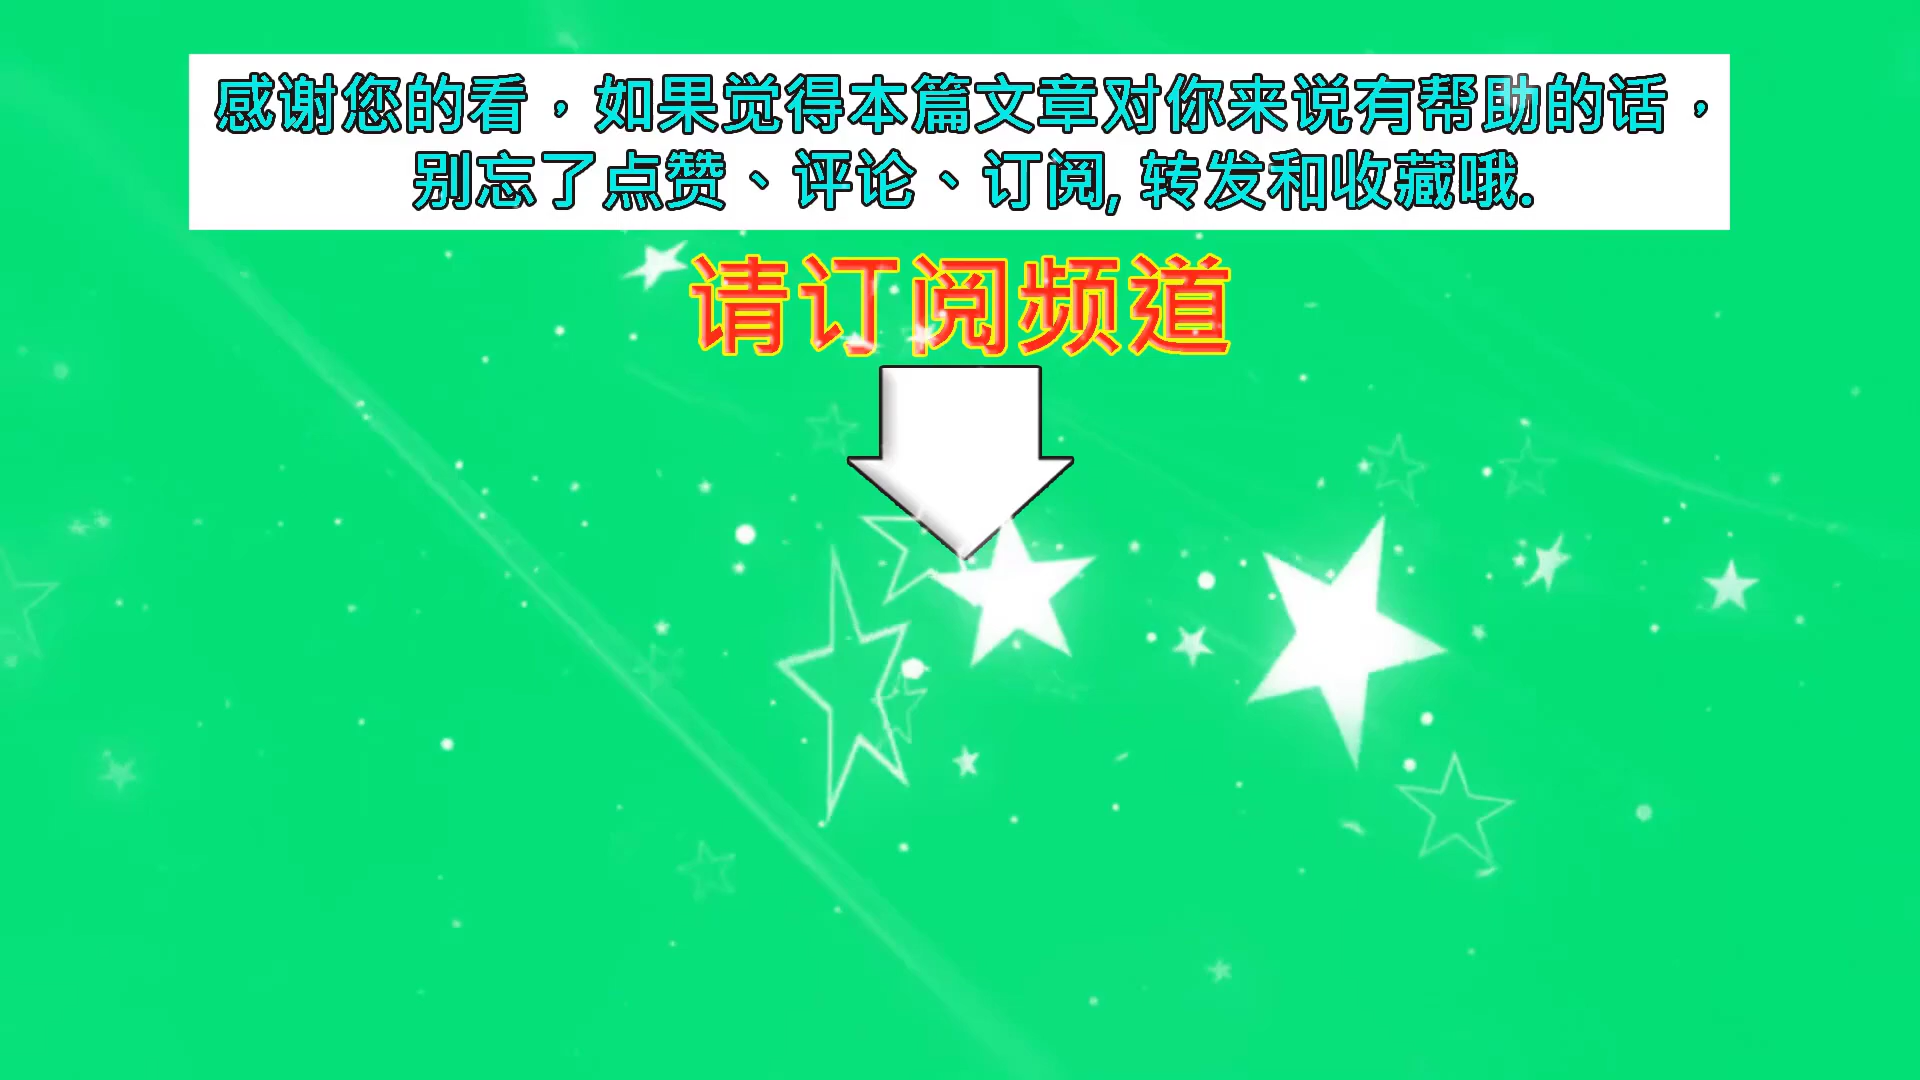 感谢您的看，如果觉得本篇文章对你来说有帮助的话，
别忘了点赞、评论、订阅, 转发和收藏哦.
请订阅频道